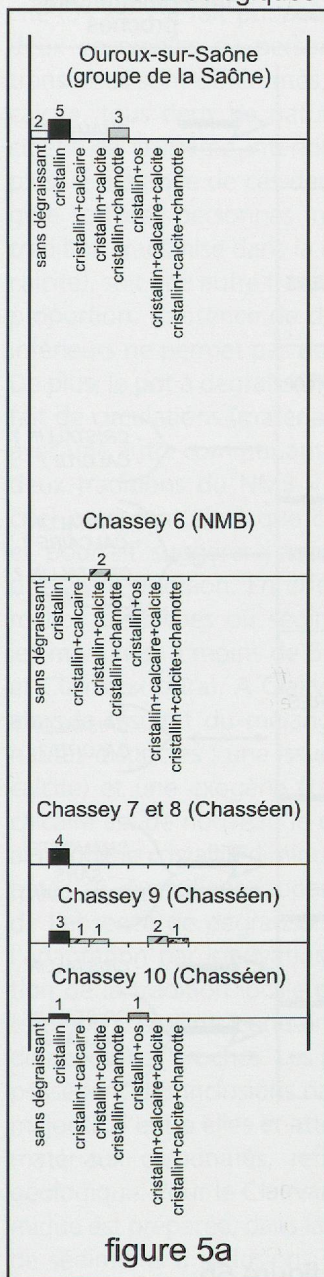 Ouroux-sur-Saône
(groupe de la Saône)
2 5 3
sans dégraissant
cristallin
cristallin+calcaire
cristallin+calcite
cristallin+chamotte
cristallin+os
cristallin+calcaire+calcite
cristallin+calcite+chamotte
Chassey 6 (NMB)
2
sans dégraissant
cristallin
cristallin+calcaire
cristallin+calcite
cristallin+chamotte
cristallin+os
cristallin+calcaire+calcite
cristallin+calcite+chamotte
Chassey 7 et 8 (Chasséen)
4
Chassey 9 (Chasséen)
3 1 1 2 1
Chassey 10 (Chasséen)
1 1
sans dégraissant
cristallin
cristallin+calcaire
cristallin+calcite
cristallin+chamotte
cristallin+os
cristallin+calcaire+calcite
cristallin+calcite+chamotte
figure 5a